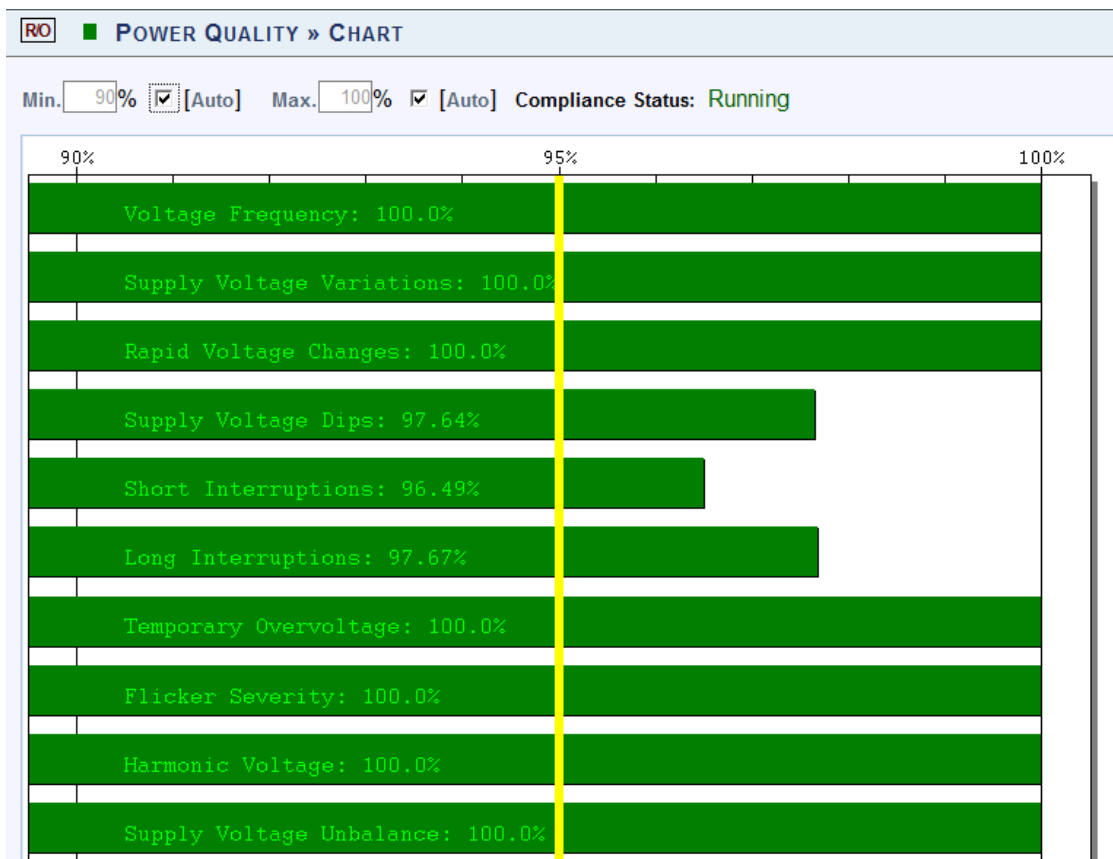 R/O POWER QUALITY » CHART
Min. 90% [Auto] Max. 100% [Auto] Compliance Status: Running
90% 95% 100%
Voltage Frequency: 100.0%
Supply Voltage Variations: 100.0%
Rapid Voltage Changes: 100.0%
Supply Voltage Dips: 97.64%
Short Interruptions: 96.49%
Long Interruptions: 97.67%
Temporary Overvoltage: 100.0%
Flicker Severity: 100.0%
Harmonic Voltage: 100.0%
Supply Voltage Unbalance: 100.0%